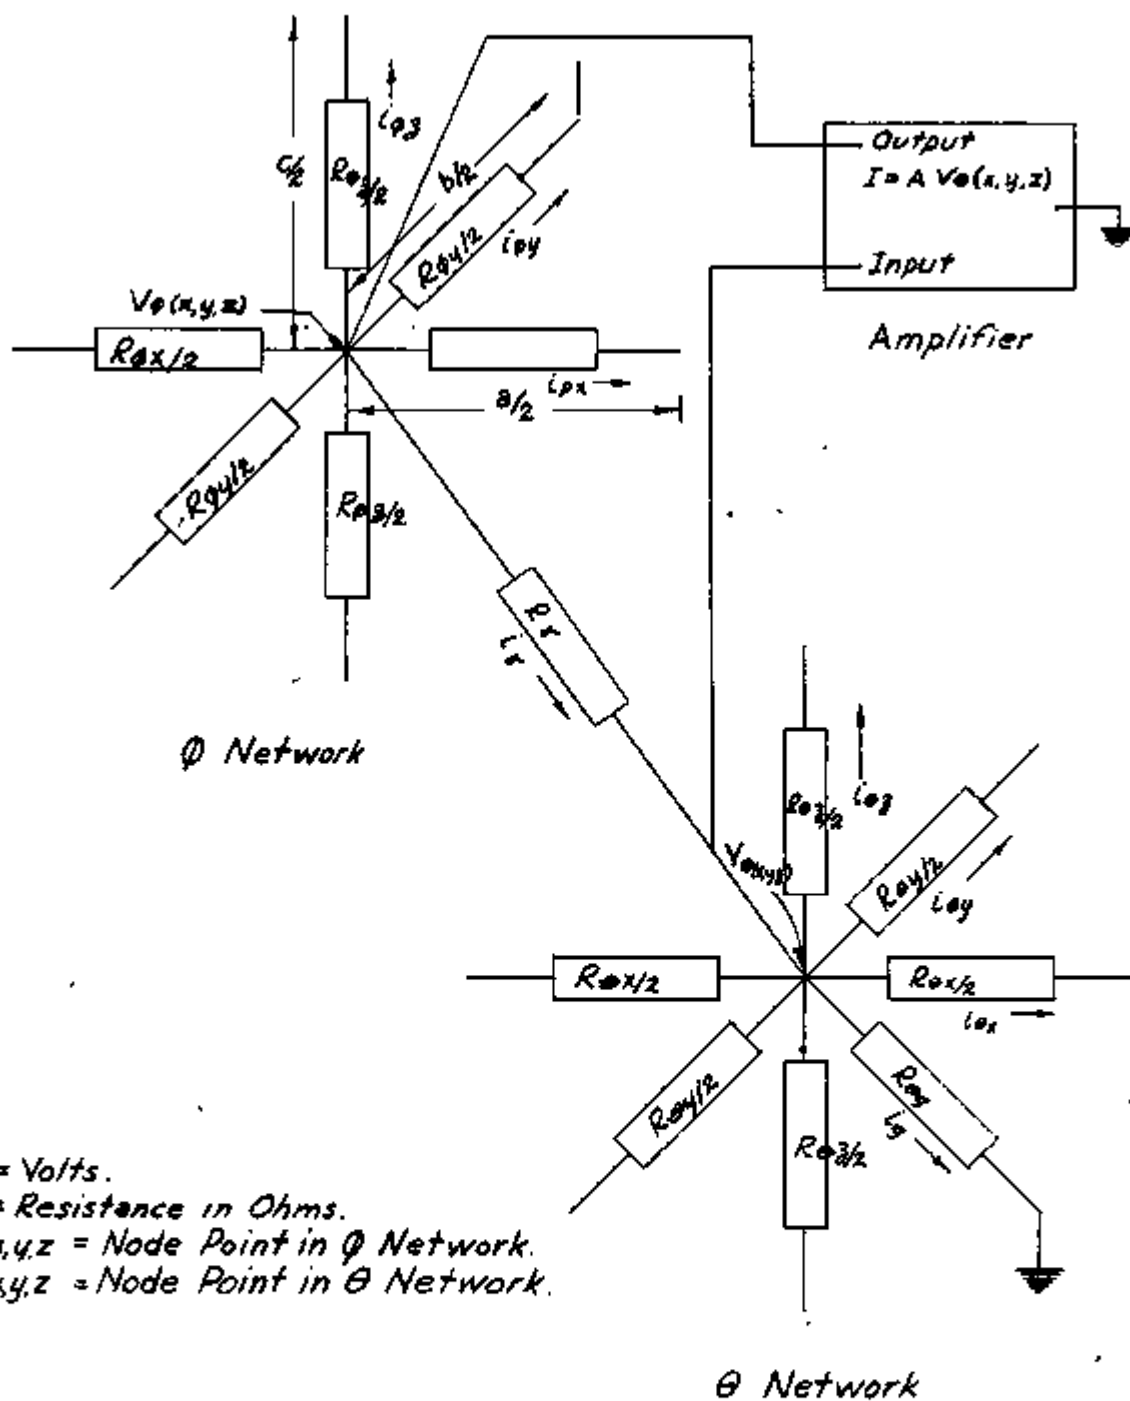 C/2
iφz
Rφz/2
b/2
Rφy/2
iφy
Output
I = A Vθ(x,y,z)
Input
Amplifier
Vφ(x,y,z)
Rφx/2
iφx
a/2
Rφy/2
Rφz/2
Rr
ir
φ Network
Rθz/2
iθz
Vθ(x,y,z)
Rθy/2
iθy
Rθx/2
Rθx/2
iθx
Rθy/2
Rθz/2
Rθg
ig
= Volts.
= Resistance in Ohms.
x,y,z = Node Point in φ Network.
x,y,z = Node Point in θ Network.
θ Network